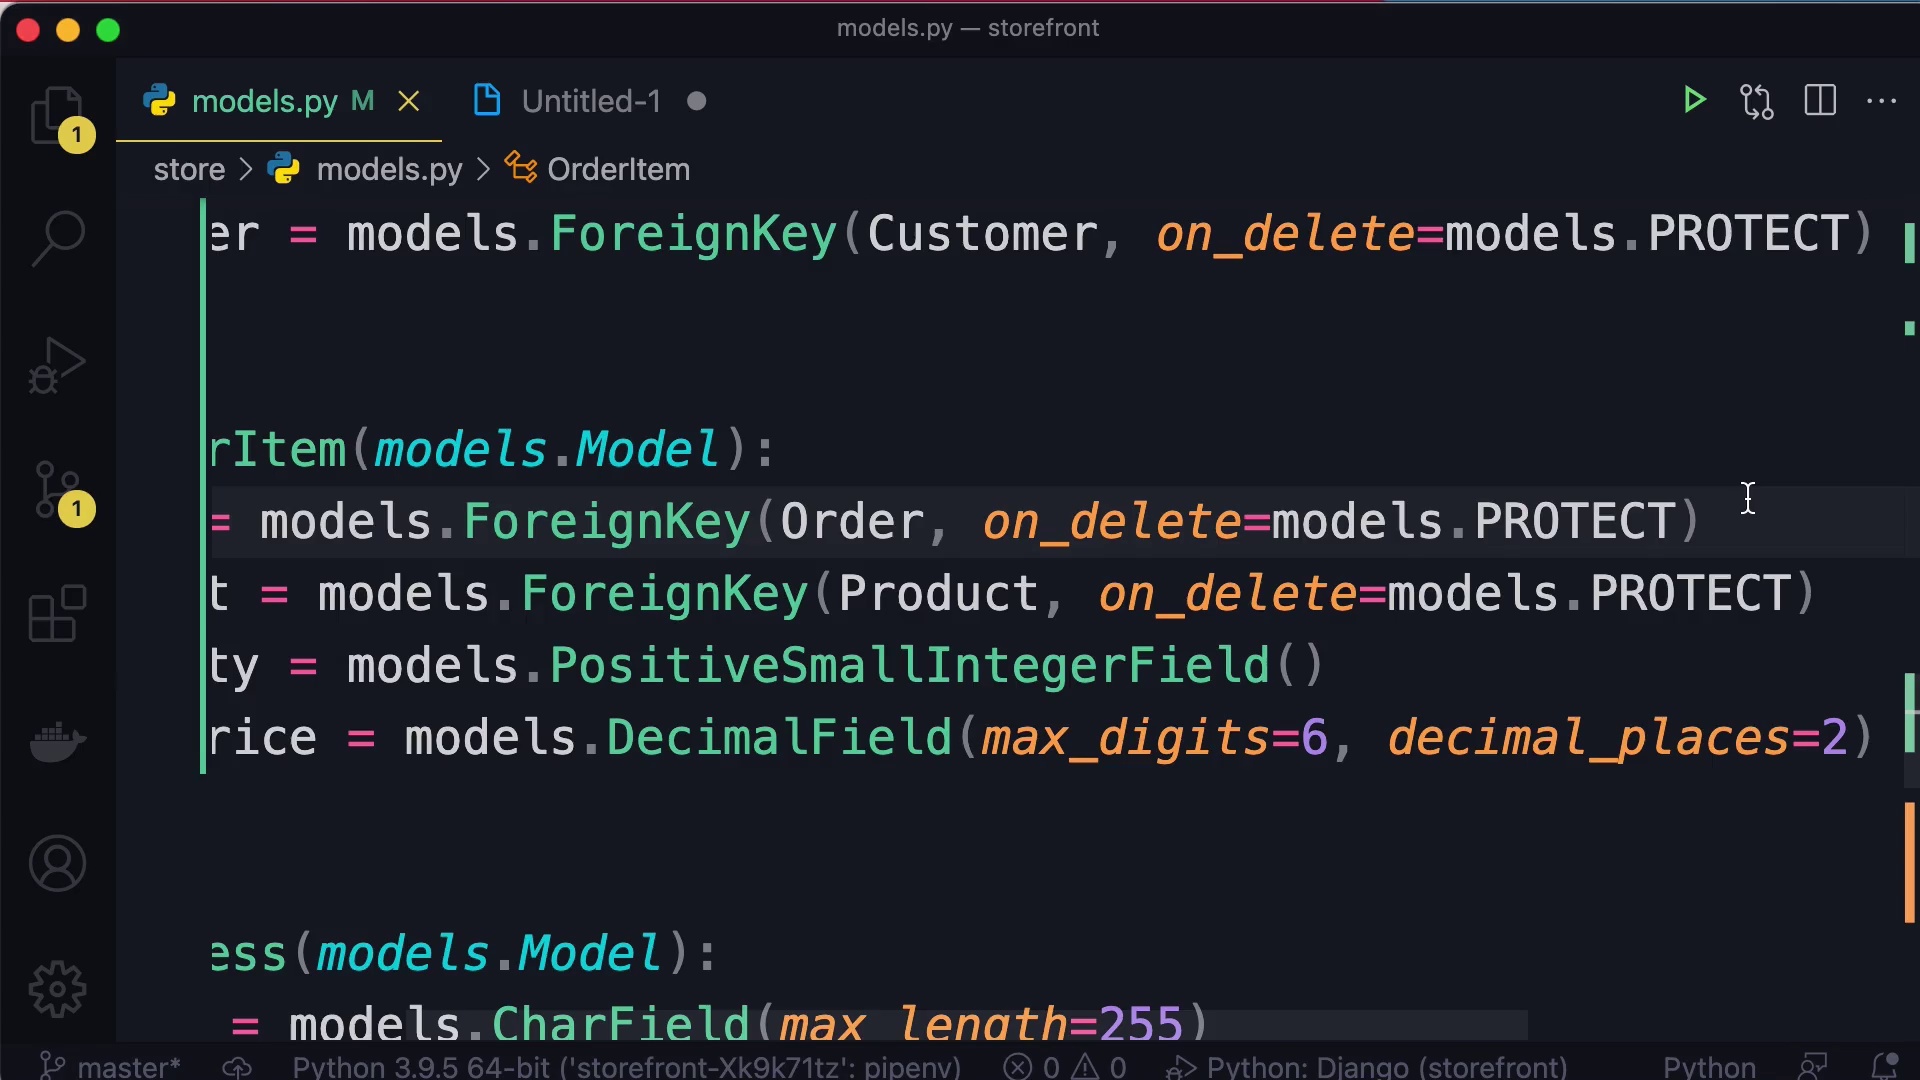 models.py — storefront
models.py M
Untitled-1
store > models.py > OrderItem
er = models.ForeignKey(Customer, on_delete=models.PROTECT)
rItem(models.Model):
= models.ForeignKey(Order, on_delete=models.PROTECT)
t = models.ForeignKey(Product, on_delete=models.PROTECT)
ty = models.PositiveSmallIntegerField()
rice = models.DecimalField(max_digits=6, decimal_places=2)
ess(models.Model):
= models.CharField(max_length=255)
1
1
master* Python 3.9.5 64-bit ('storefront-Xk9k71tz': pipenv) 0 0 Python: Django (storefront) Python